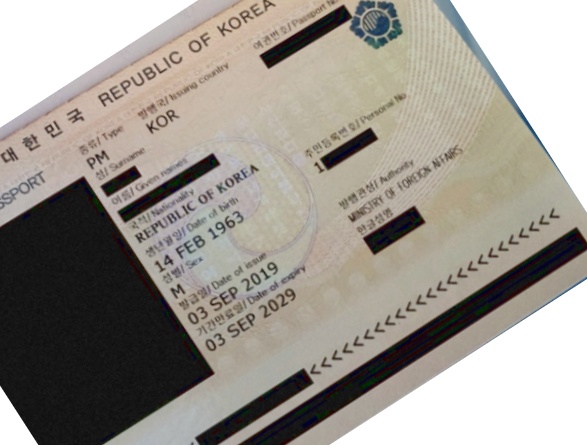 대한민국 REPUBLIC OF KOREA
SSPORT
종류/ Type
PM
발행국/ Issuing country
KOR
여권번호/ Passport No
성/ Surname
이름/ Given names
국적/ Nationality
REPUBLIC OF KOREA
생년월일/ Date of birth
14 FEB 1963
주민등록번호/ Personal No
1
성별/ Sex
M
발행관청/ Authority
MINISTRY OF FOREIGN AFFAIRS
발급일/ Date of issue
03 SEP 2019
한글성명
기간만료일/ Date of expiry
03 SEP 2029